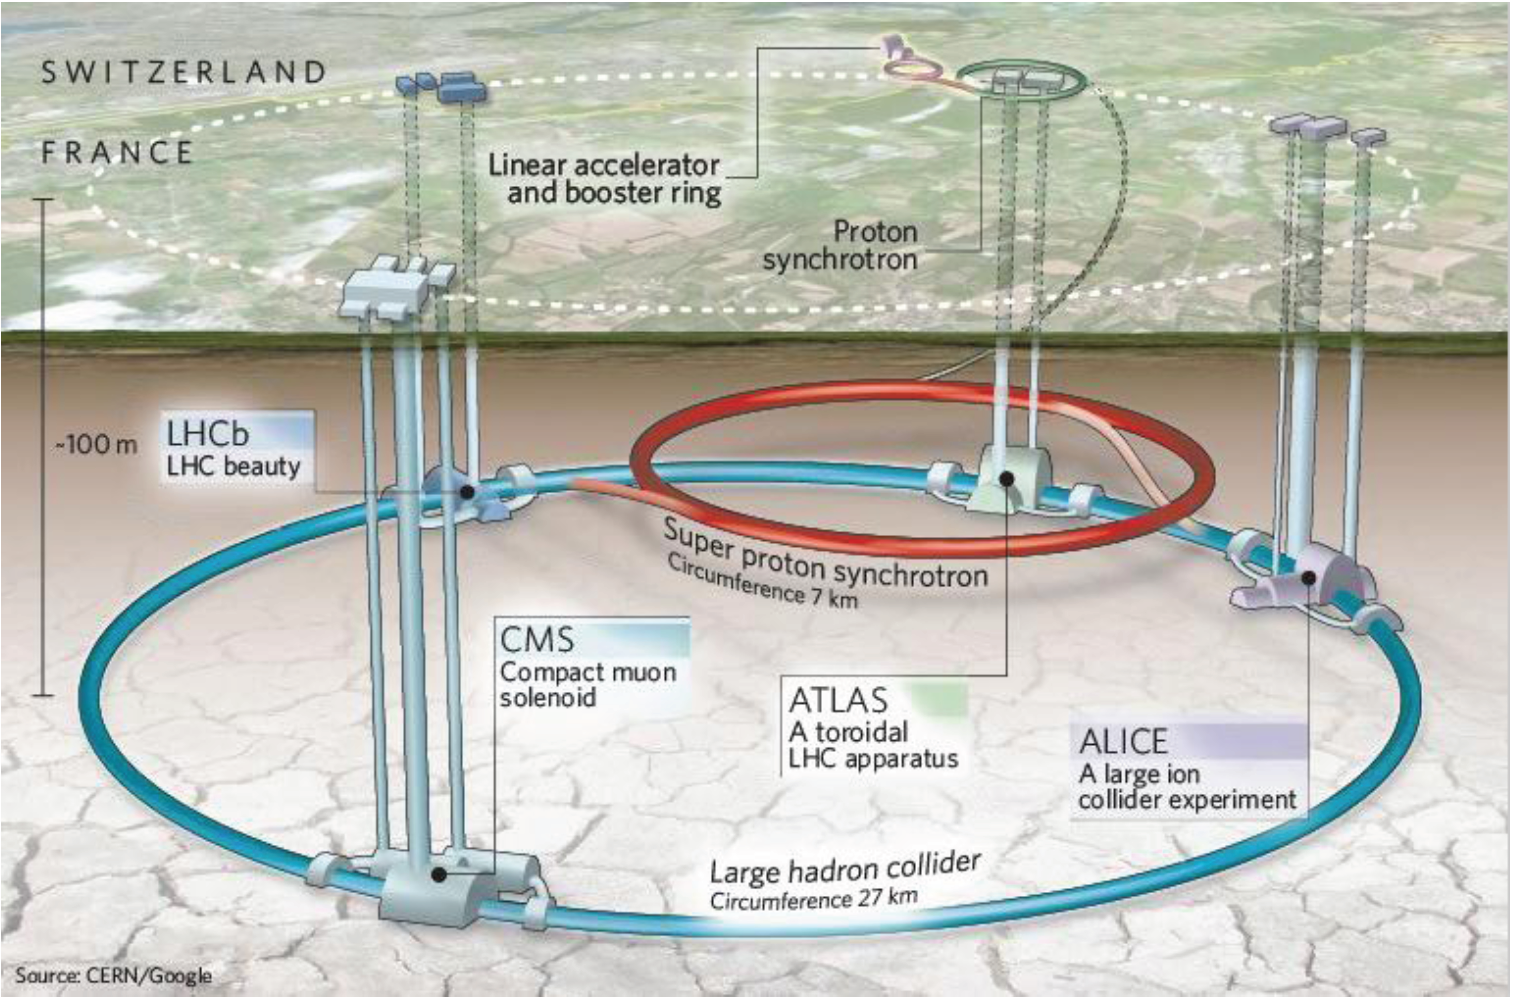 SWITZERLAND
FRANCE
Linear accelerator
and booster ring
Proton
synchrotron
~100 m
LHCb
LHC beauty
Super proton synchrotron
Circumference 7 km
CMS
Compact muon
solenoid
ATLAS
A toroidal
LHC apparatus
ALICE
A large ion
collider experiment
Large hadron collider
Circumference 27 km
Source: CERN/Google